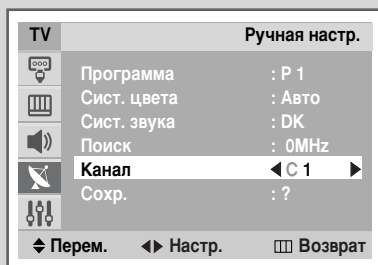 TV Ручная настр.
Программа : P 1
Сист. цвета : Авто
Сист. звука : DK
Поиск : 0MHz
Канал ◀ C 1 ▶
Сохр. : ?
Перем. Настр. Возврат